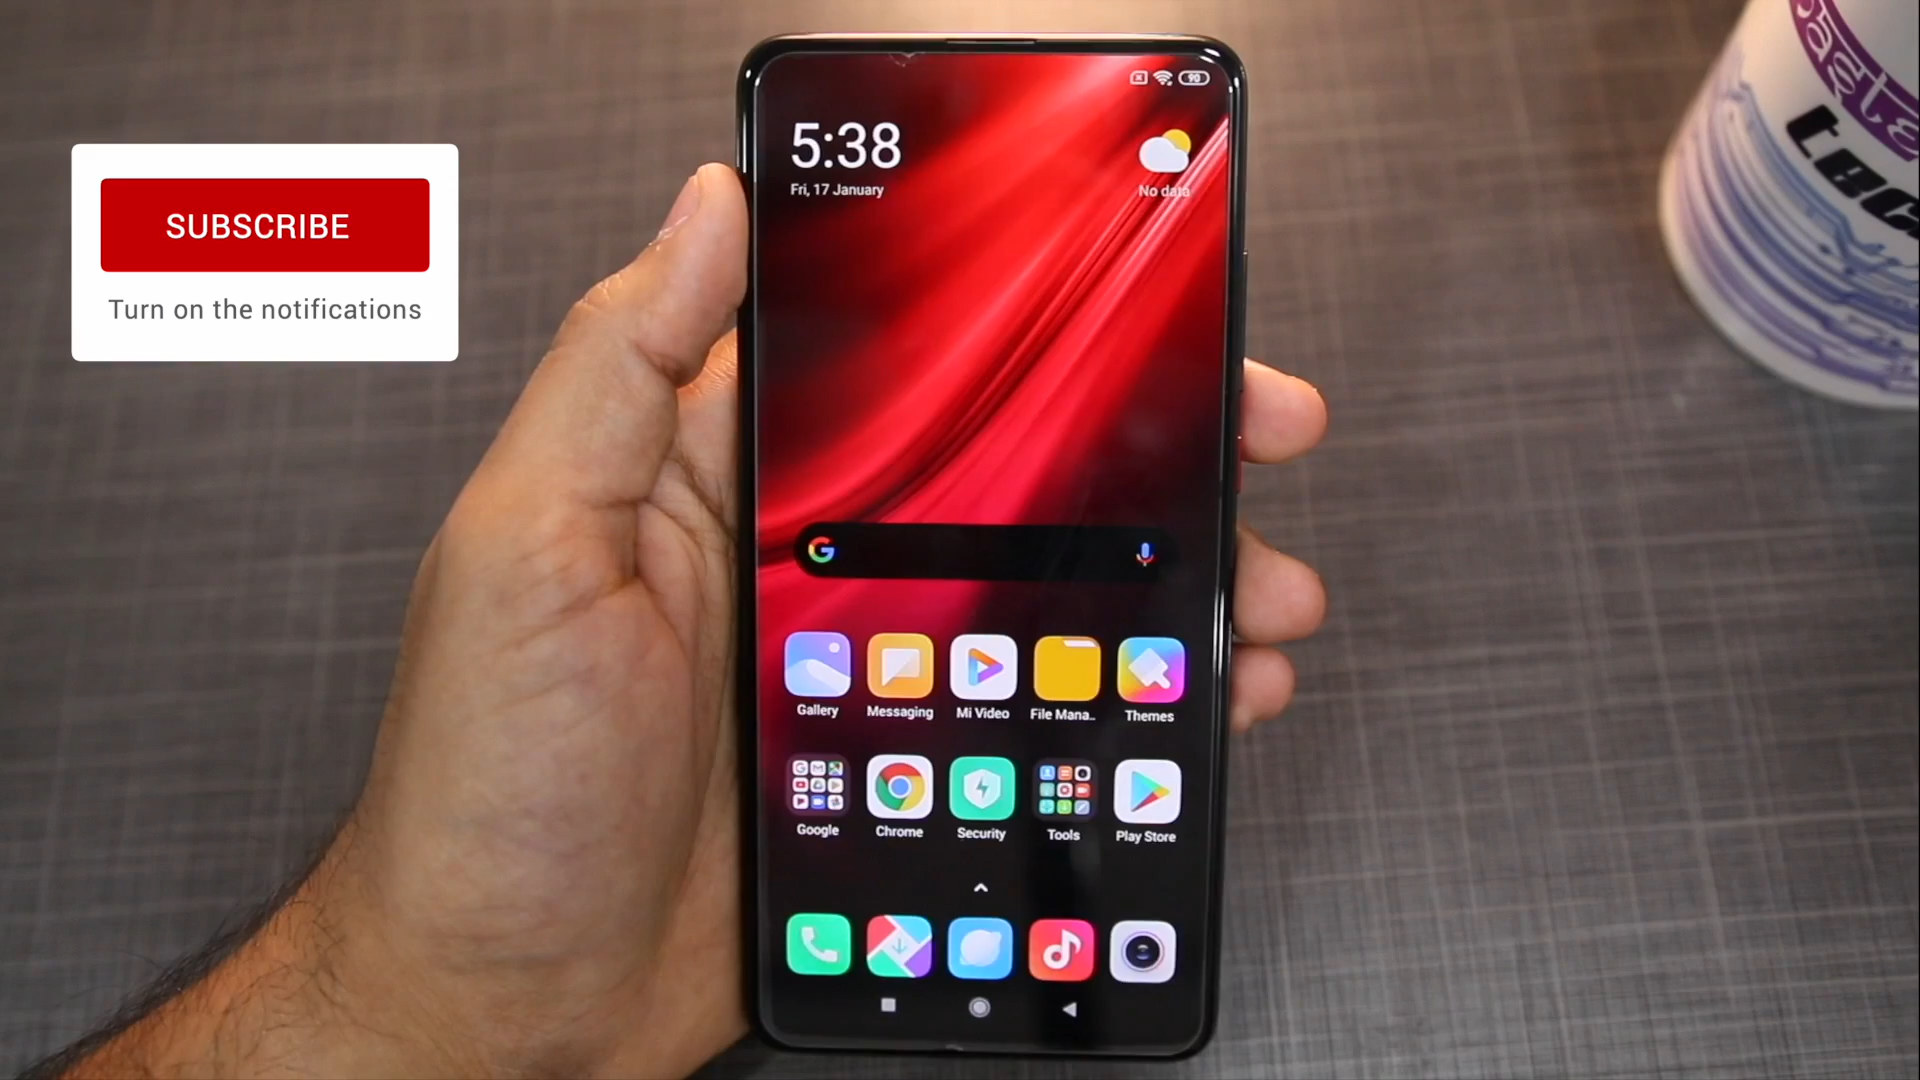 SUBSCRIBE
Turn on the notifications
90
5:38
Fri, 17 January
No data
Gallery
Messaging
Mi Video
File Mana..
Themes
Google
Chrome
Security
Tools
Play Store